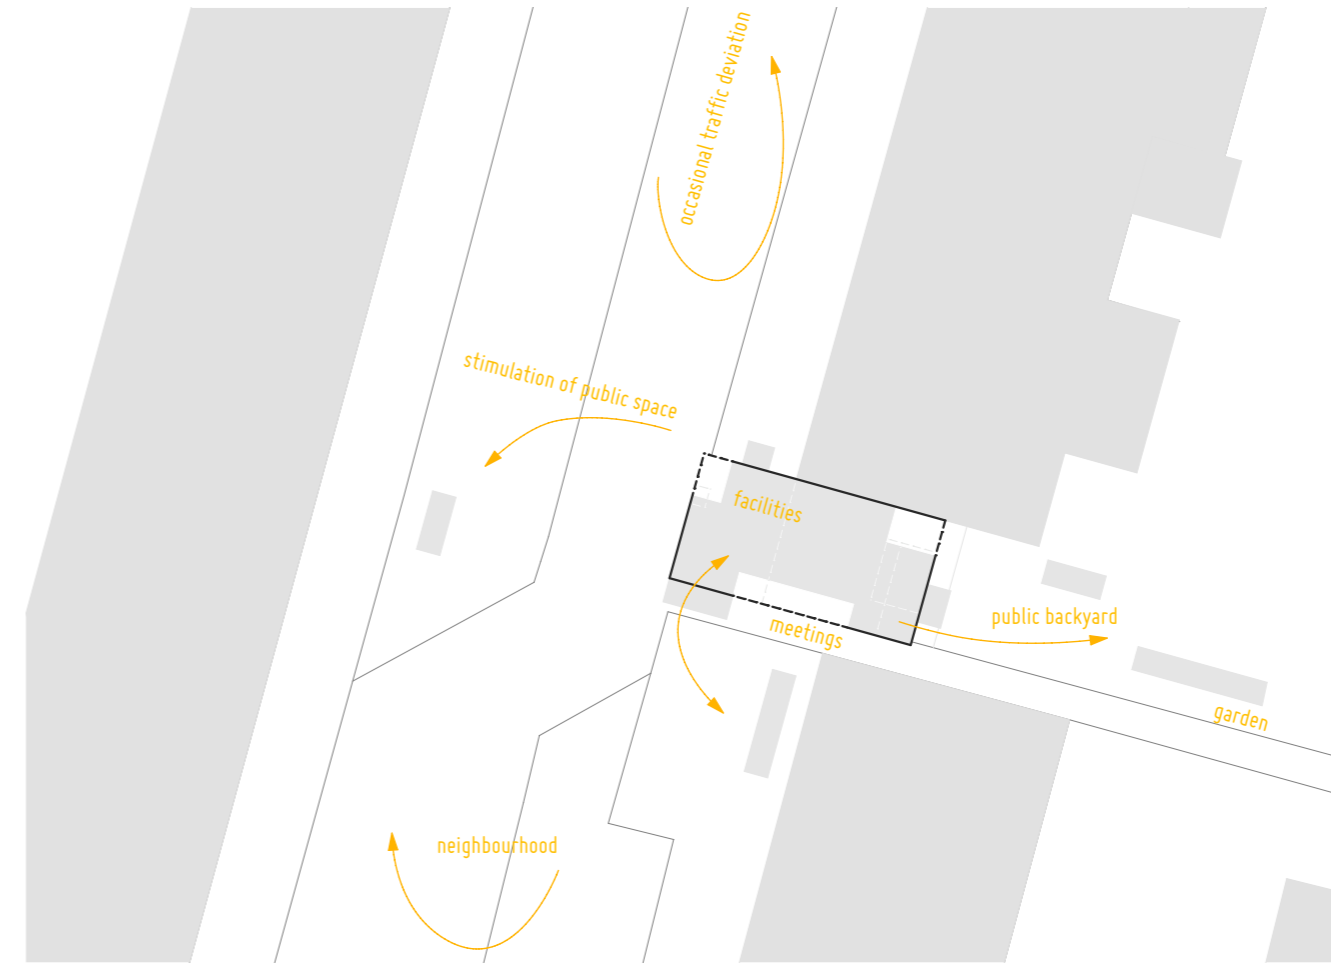 occasional traffic deviation
stimulation of public space
facilities
public backyard
meetings
garden
neighbourhood